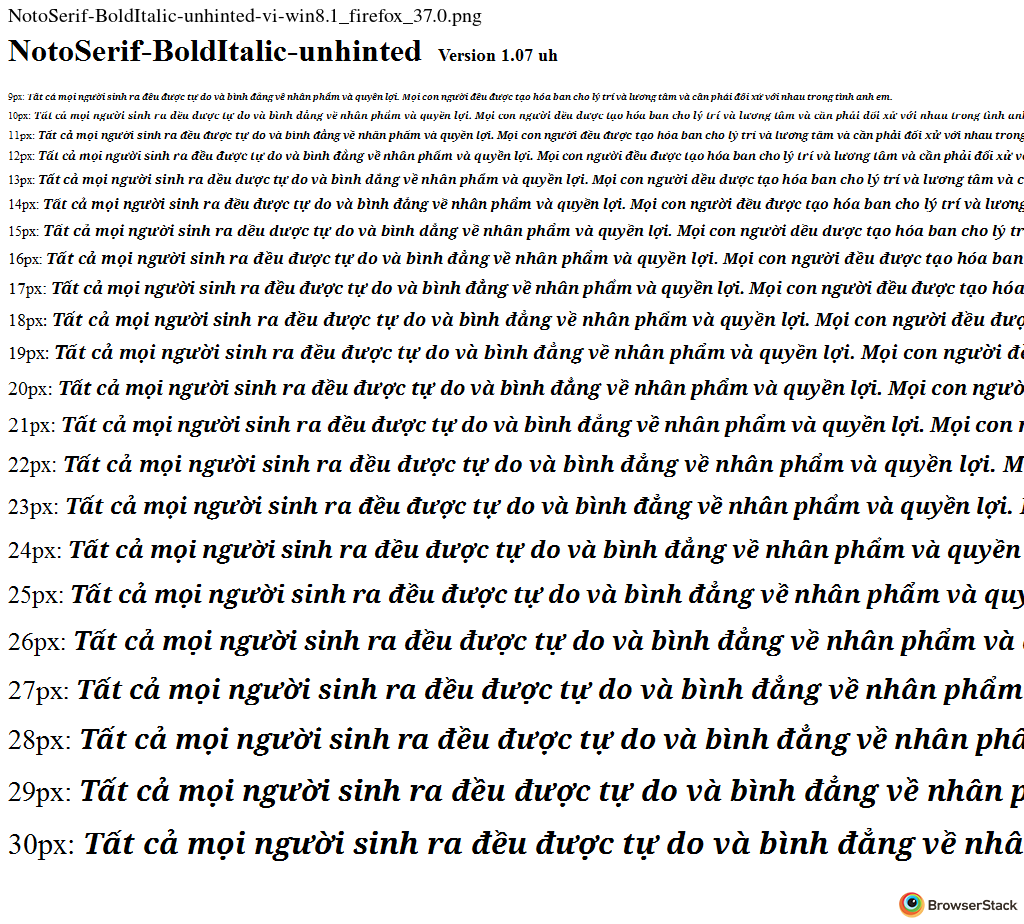 NotoSerif-BoldItalic-unhinted-vi-win8.1_firefox_37.0.png
NotoSerif-BoldItalic-unhinted Version 1.07 uh
9px: Tất cả mọi người sinh ra đều được tự do và bình đẳng về nhân phẩm và quyền lợi. Mọi con người đều được tạo hóa ban cho lý trí và lương tâm và cần phải đối xử với nhau trong tình anh em.
10px: Tất cả mọi người sinh ra đều được tự do và bình đẳng về nhân phẩm và quyền lợi. Mọi con người đều được tạo hóa ban cho lý trí và lương tâm và cần phải đối xử với nhau trong tình
11px: Tất cả mọi người sinh ra đều được tự do và bình đẳng về nhân phẩm và quyền lợi. Mọi con người đều được tạo hóa ban cho lý trí và lương tâm và cần phải đối xử với nhau trong
12px: Tất cả mọi người sinh ra đều được tự do và bình đẳng về nhân phẩm và quyền lợi. Mọi con người đều được tạo hóa ban cho lý trí và lương tâm và cần phải đối xử
13px: Tất cả mọi người sinh ra đều được tự do và bình đẳng về nhân phẩm và quyền lợi. Mọi con người đều được tạo hóa ban cho lý trí và lương tâm và c
14px: Tất cả mọi người sinh ra đều được tự do và bình đẳng về nhân phẩm và quyền lợi. Mọi con người đều được tạo hóa ban cho lý trí và lương
15px: Tất cả mọi người sinh ra đều được tự do và bình đẳng về nhân phẩm và quyền lợi. Mọi con người đều được tạo hóa ban cho lý tr
16px: Tất cả mọi người sinh ra đều được tự do và bình đẳng về nhân phẩm và quyền lợi. Mọi con người đều được tạo hóa ban
17px: Tất cả mọi người sinh ra đều được tự do và bình đẳng về nhân phẩm và quyền lợi. Mọi con người đều được tạo hóa
18px: Tất cả mọi người sinh ra đều được tự do và bình đẳng về nhân phẩm và quyền lợi. Mọi con người đều đượ
19px: Tất cả mọi người sinh ra đều được tự do và bình đẳng về nhân phẩm và quyền lợi. Mọi con người đề
20px: Tất cả mọi người sinh ra đều được tự do và bình đẳng về nhân phẩm và quyền lợi. Mọi con ngườ
21px: Tất cả mọi người sinh ra đều được tự do và bình đẳng về nhân phẩm và quyền lợi. Mọi con
22px: Tất cả mọi người sinh ra đều được tự do và bình đẳng về nhân phẩm và quyền lợi. M
23px: Tất cả mọi người sinh ra đều được tự do và bình đẳng về nhân phẩm và quyền lợi.
24px: Tất cả mọi người sinh ra đều được tự do và bình đẳng về nhân phẩm và quyền
25px: Tất cả mọi người sinh ra đều được tự do và bình đẳng về nhân phẩm và quy
26px: Tất cả mọi người sinh ra đều được tự do và bình đẳng về nhân phẩm và
27px: Tất cả mọi người sinh ra đều được tự do và bình đẳng về nhân phẩm
28px: Tất cả mọi người sinh ra đều được tự do và bình đẳng về nhân phẩ
29px: Tất cả mọi người sinh ra đều được tự do và bình đẳng về nhân p
30px: Tất cả mọi người sinh ra đều được tự do và bình đẳng về nhâ
BrowserStack